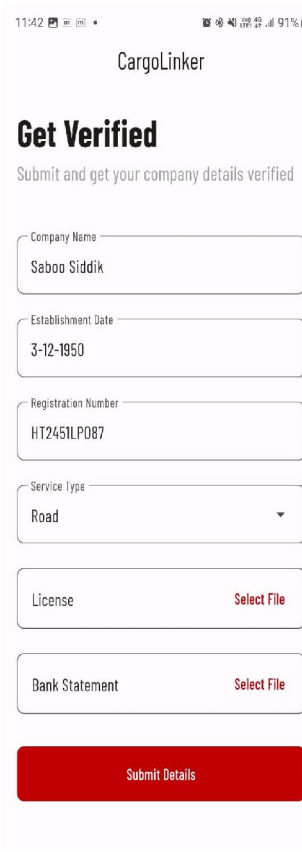 11:42
91%
CargoLinker
Get Verified
Submit and get your company details verified
Company Name
Saboo Siddik
Establishment Date
3-12-1950
Registration Number
HT2451LP087
Service Type
Road
License Select File
Bank Statement Select File
Submit Details